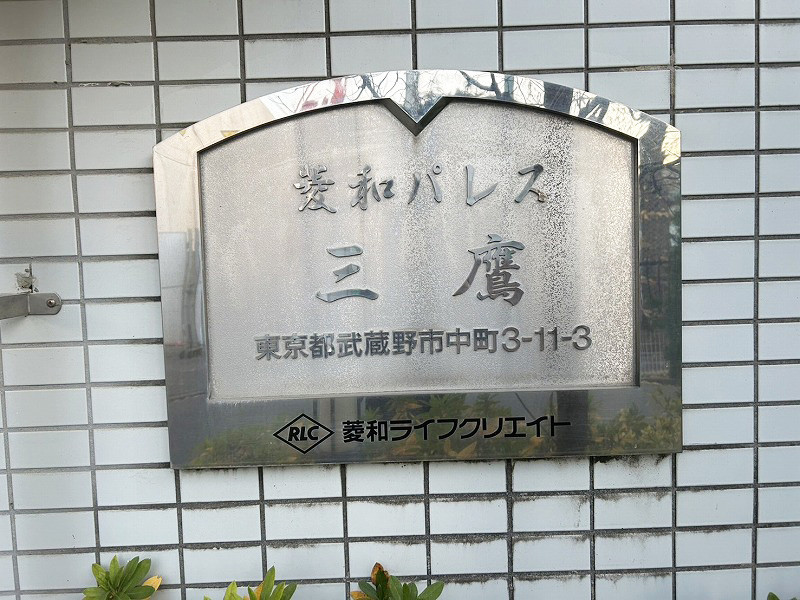 菱和パレス
三鷹
東京都武蔵野市中町3-11-3
RLC 菱和ライフクリエイト